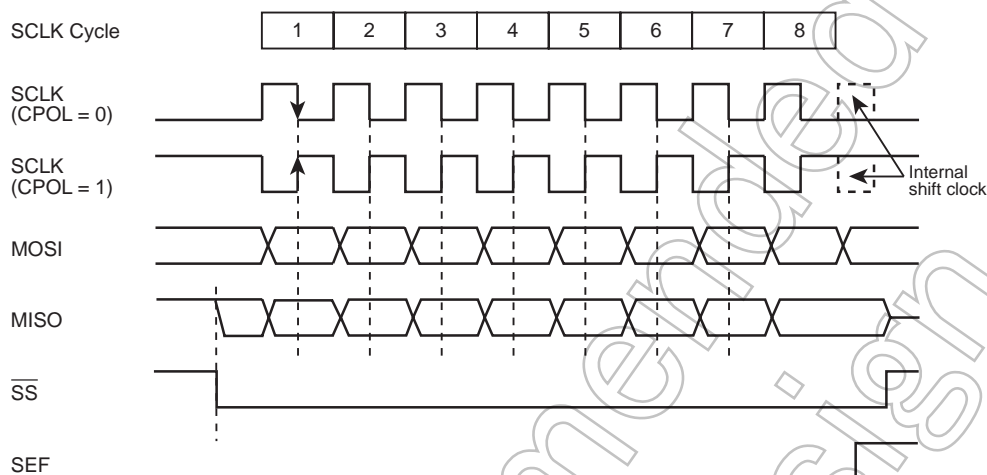 SCLK Cycle 1 2 3 4 5 6 7 8
SCLK
(CPOL = 0)
SCLK
(CPOL = 1)
Internal
shift clock
MOSI
MISO
SS
SEF